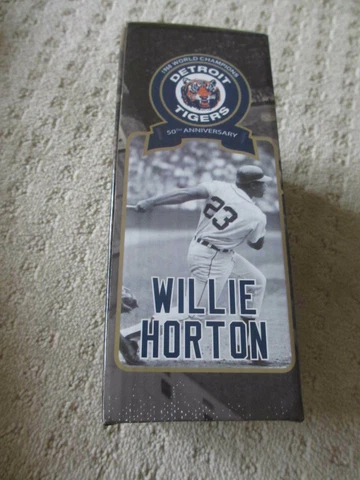 1968 WORLD CHAMPIONS
DETROIT
TIGERS
50TH ANNIVERSARY
23
WILLIE
HORTON